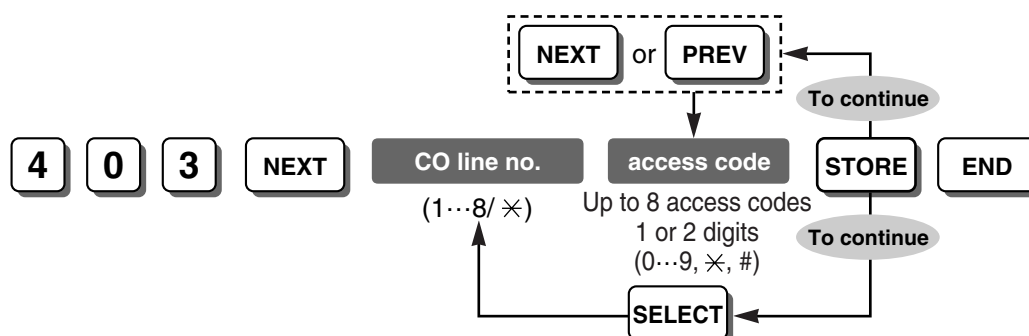 NEXT or PREV
To continue
4 0 3 NEXT CO line no. access code STORE END
(1···8/ ✳) Up to 8 access codes
1 or 2 digits
(0···9, ✳, #)
To continue
SELECT